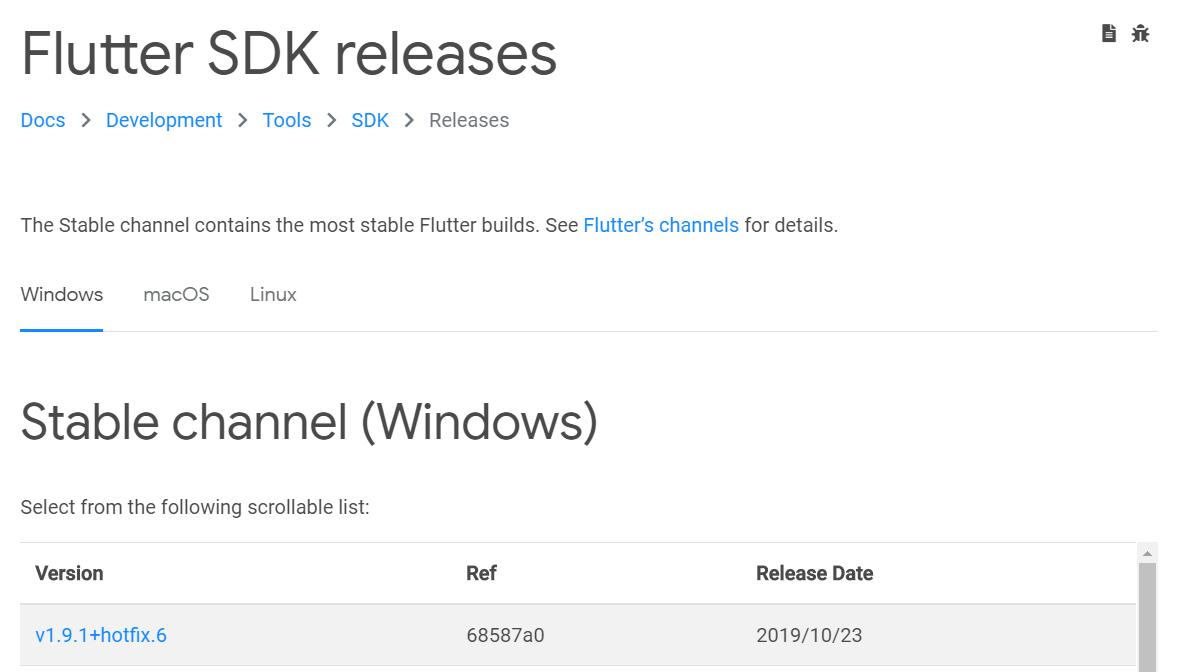 Flutter SDK releases
Docs > Development > Tools > SDK > Releases
The Stable channel contains the most stable Flutter builds. See Flutter’s channels for details.
Windows macOS Linux
Stable channel (Windows)
Select from the following scrollable list:
Version Ref Release Date
v1.9.1+hotfix.6 68587a0 2019/10/23